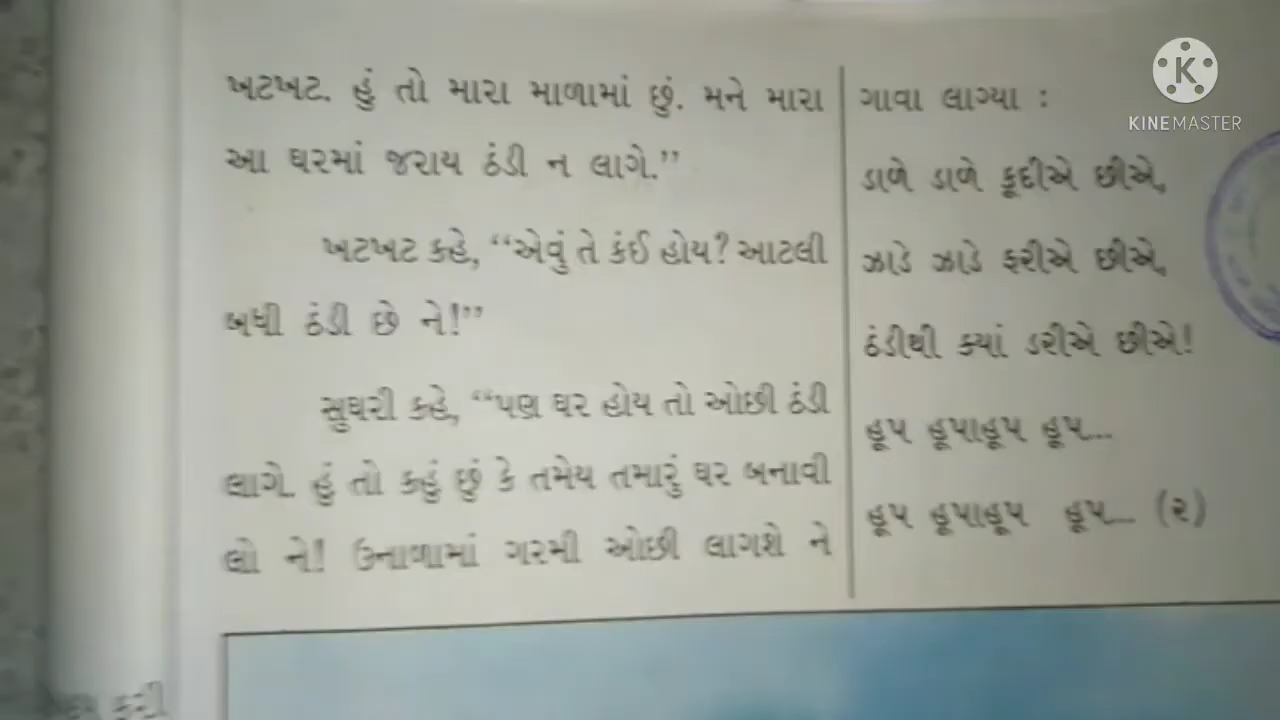 ખટખટ. હું તો મારા માળામાં છું. મને મારા
આ ઘરમાં જરાય ઠંડી ન લાગે.”
ખટખટ કહે, “એવું તે કંઈ હોય? આટલી
બધી ઠંડી છે ને!”
સુઘરી કહે, “પણ ઘર હોય તો ઓછી ઠંડી
લાગે. હું તો કહું છું કે તમેય તમારું ઘર બનાવી
લો ને! ઉનાળામાં ગરમી ઓછી લાગશે ને
ગાવા લાગ્યા :
ડાળે ડાળે કૂદીએ છીએ,
ઝાડે ઝાડે ફરીએ છીએ,
ઠંડીથી ક્યાં ડરીએ છીએ!
હૂપ હૂપાહૂપ હૂપ...
હૂપ હૂપાહૂપ હૂપ... (૨)
KINEMASTER